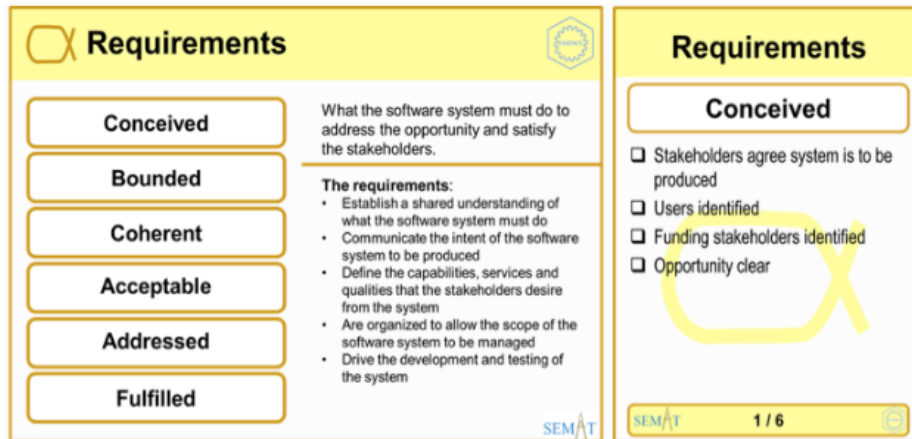 Requirements
Conceived
Bounded
Coherent
Acceptable
Addressed
Fulfilled
What the software system must do to
address the opportunity and satisfy
the stakeholders.
The requirements:
• Establish a shared understanding of
what the software system must do
• Communicate the intent of the software
system to be produced
• Define the capabilities, services and
qualities that the stakeholders desire
from the system
• Are organized to allow the scope of the
software system to be managed
• Drive the development and testing of
the system
SEMAT
Requirements
Conceived
Stakeholders agree system is to be
produced
Users identified
Funding stakeholders identified
Opportunity clear
SEMAT
1 / 6